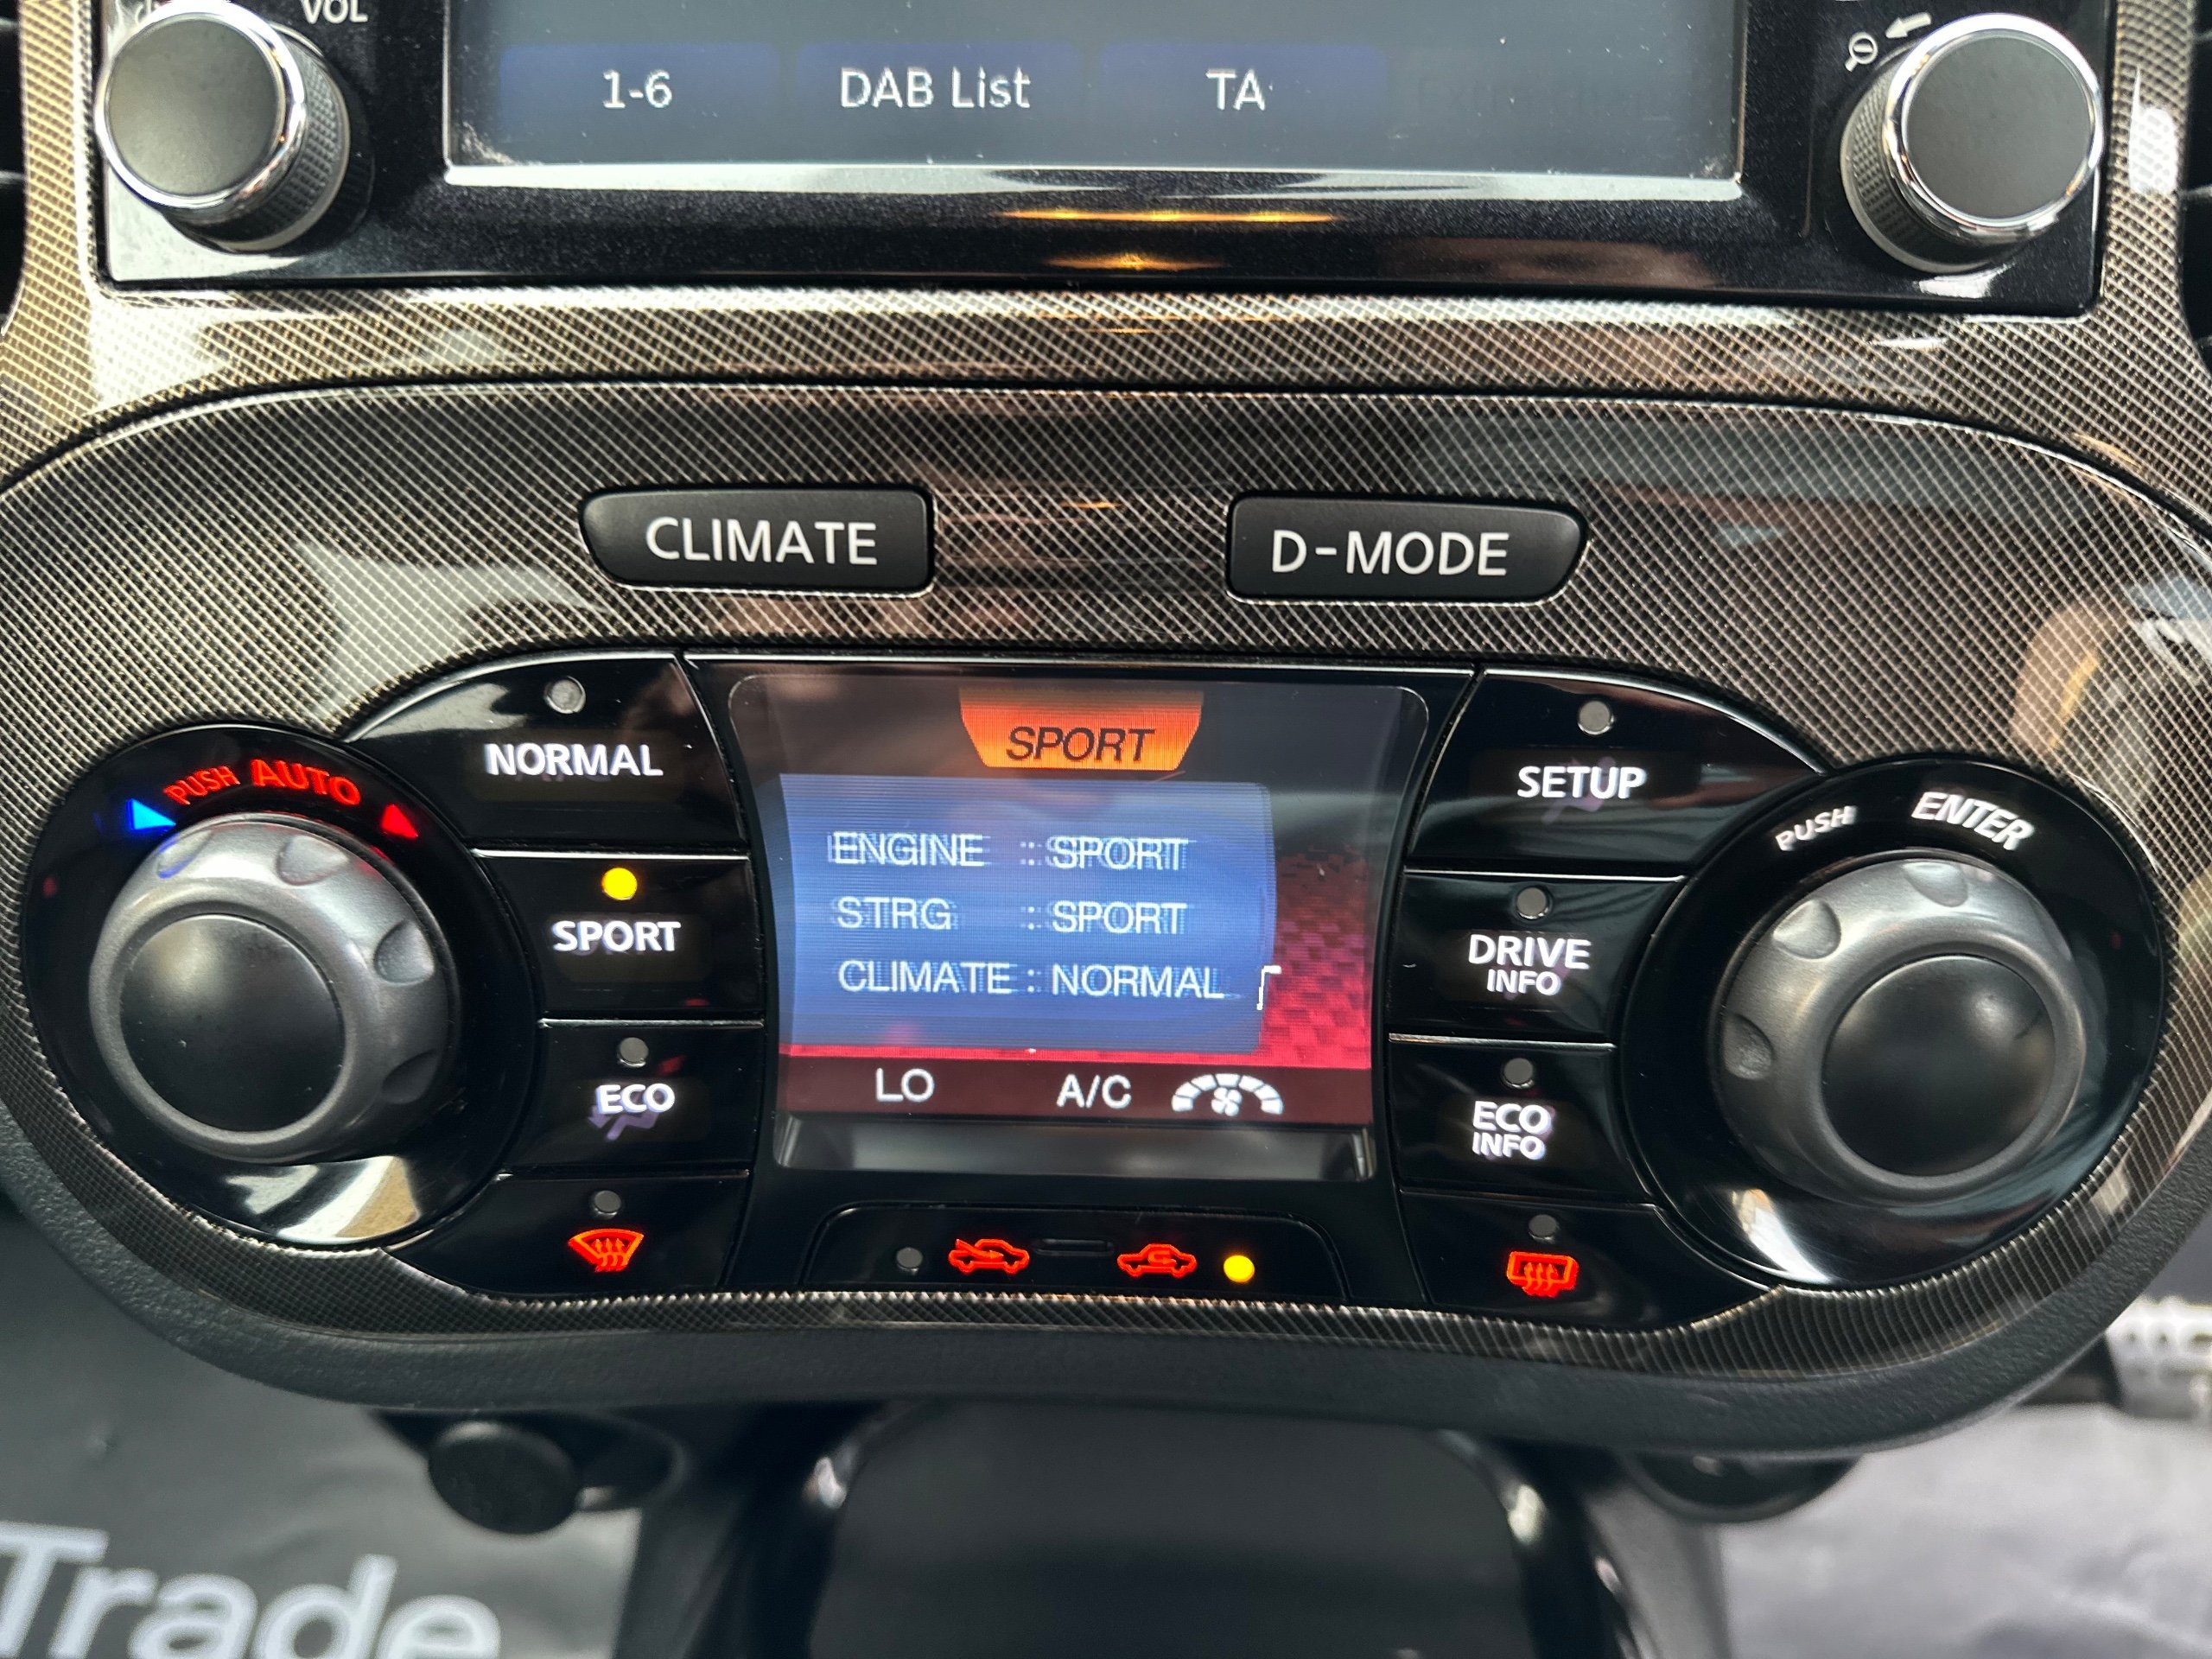 VOL
1-6 DAB List TA
CLIMATE D-MODE
NORMAL
SPORT
ECO
PUSH AUTO
SPORT
ENGINE : SPORT
STRG : SPORT
CLIMATE : NORMAL
LO A/C
SETUP
DRIVE
INFO
ECO
INFO
PUSH ENTER
Trade